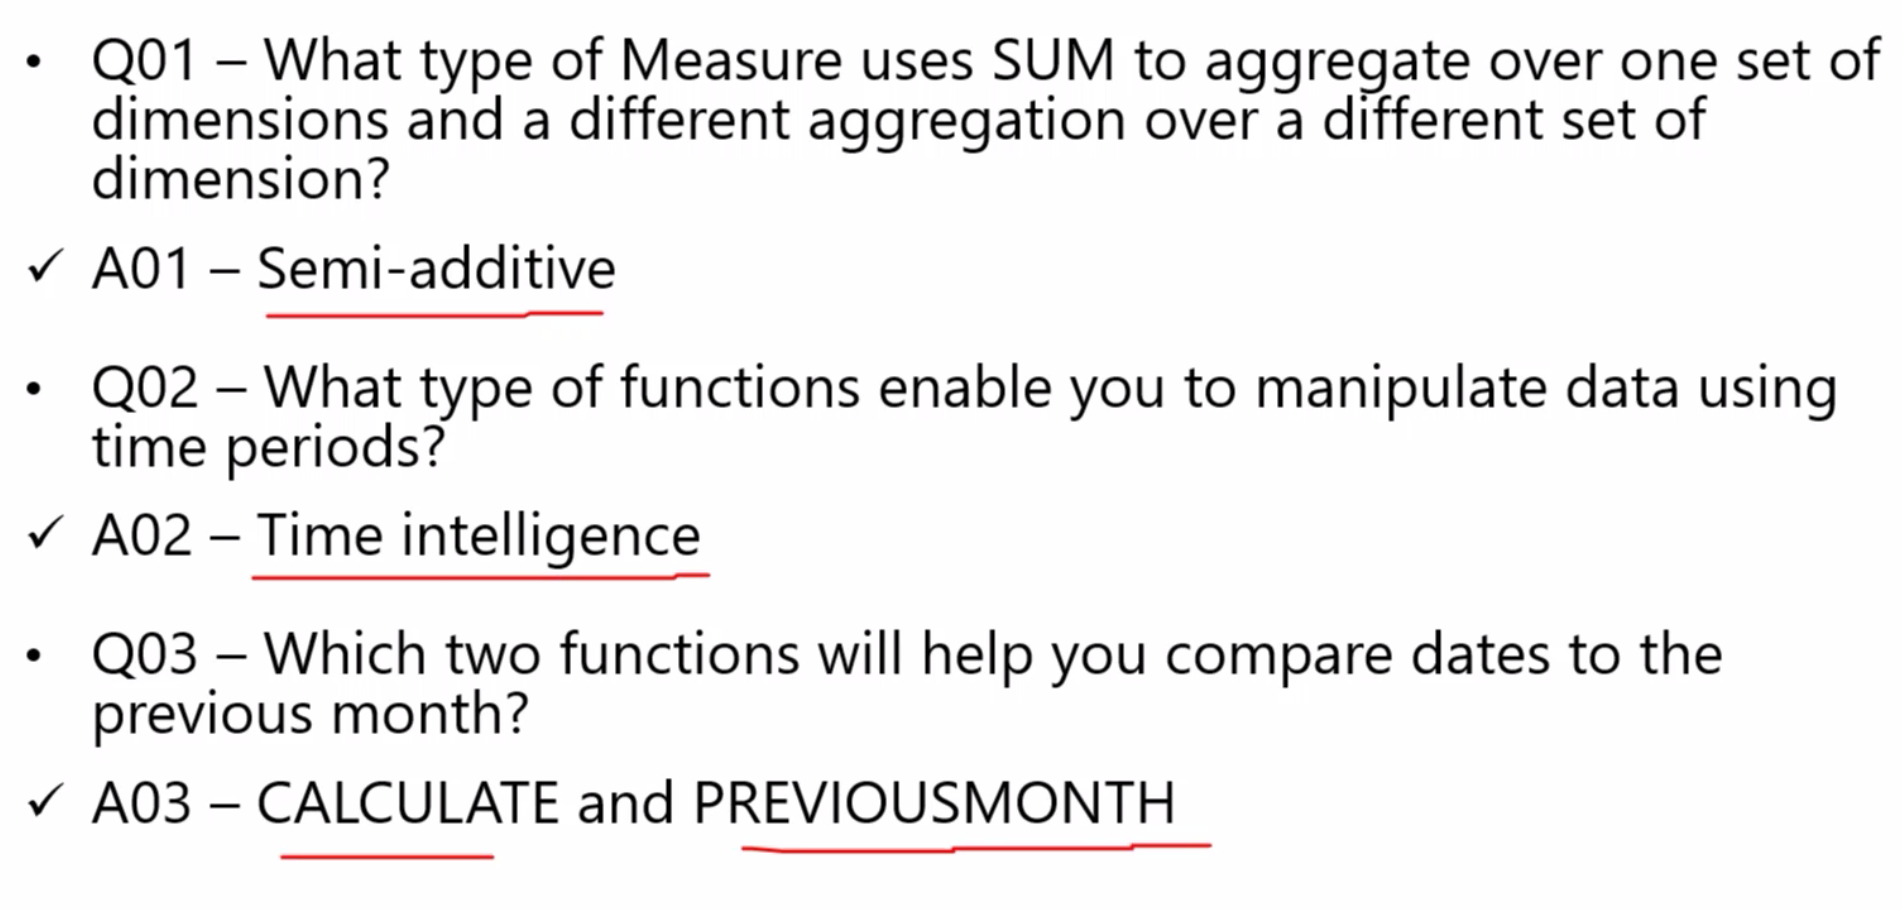 • Q01 – What type of Measure uses SUM to aggregate over one set of
dimensions and a different aggregation over a different set of
dimension?
✓ A01 – Semi-additive
• Q02 – What type of functions enable you to manipulate data using
time periods?
✓ A02 – Time intelligence
• Q03 – Which two functions will help you compare dates to the
previous month?
✓ A03 – CALCULATE and PREVIOUSMONTH